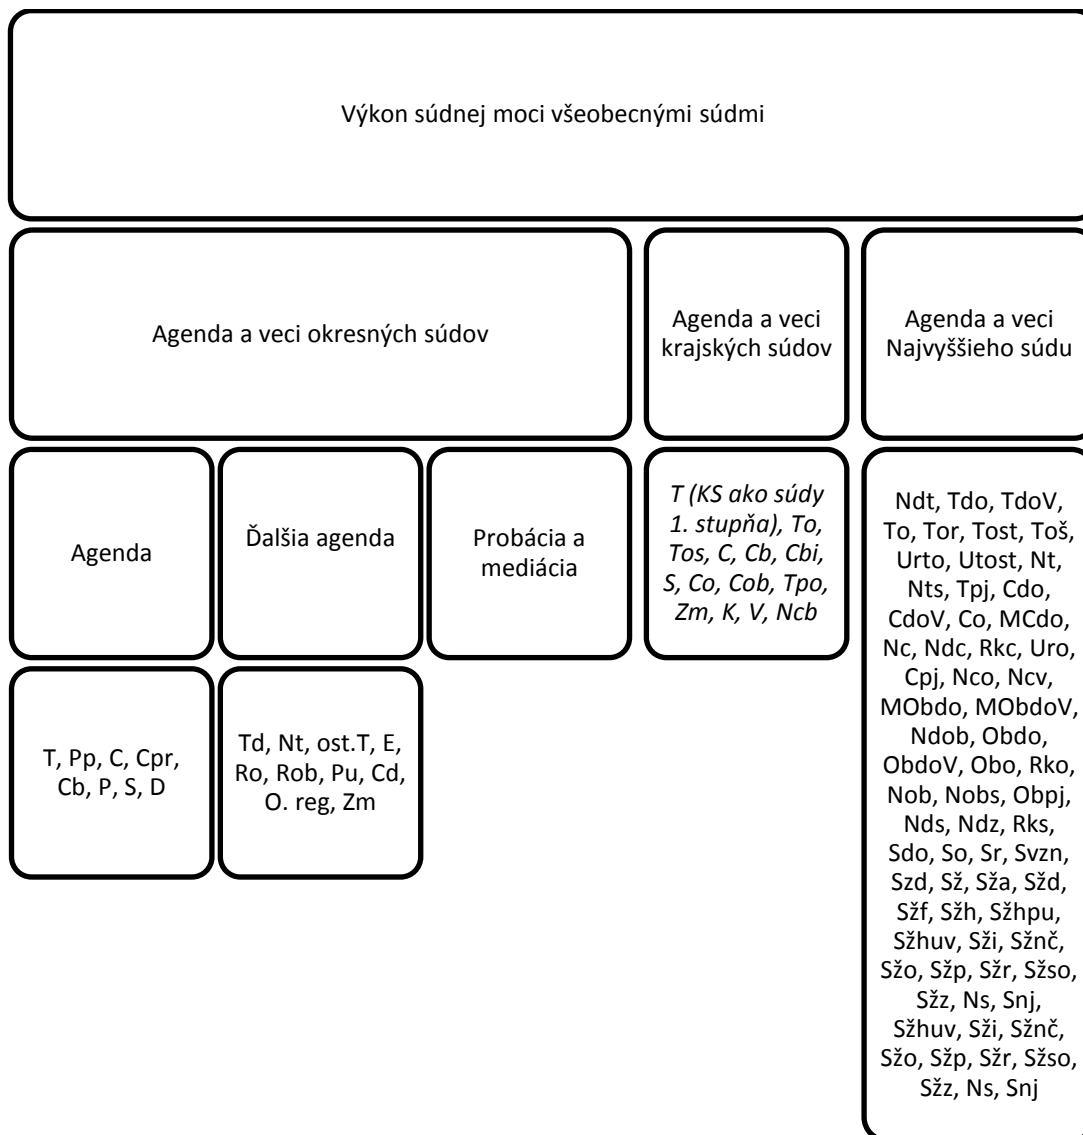 Výkon súdnej moci všeobecnými súdmi
Agenda a veci okresných súdov
Agenda a veci
krajských súdov
Agenda a veci
Najvyššieho súdu
Agenda
Ďalšia agenda
Probácia a
mediácia
T (KS ako súdy
1. stupňa), To,
Tos, C, Cb, Cbi,
S, Co, Cob, Tpo,
Zm, K, V, Ncb
Ndt, Tdo, TdoV,
To, Tor, Tost, Toš,
Urto, Utost, Nt,
Nts, Tpj, Cdo,
CdoV, Co, MCdo,
Nc, Ndc, Rkc, Uro,
Cpj, Nco, Ncv,
MObdo, MObdoV,
Ndob, Obdo,
ObdoV, Obo, Rko,
Nob, Nobs, Obpj,
Nds, Ndz, Rks,
Sdo, So, Sr, Svzn,
Szd, Sž, Sža, Sžd,
Sžf, Sžh, Sžhpu,
Sžhuv, Sži, Sžnč,
Sžo, Sžp, Sžr, Sžso,
Sžz, Ns, Snj,
Sžhuv, Sži, Sžnč,
Sžo, Sžp, Sžr, Sžso,
Sžz, Ns, Snj
T, Pp, C, Cpr,
Cb, P, S, D
Td, Nt, ost.T, E,
Ro, Rob, Pu, Cd,
O. reg, Zm